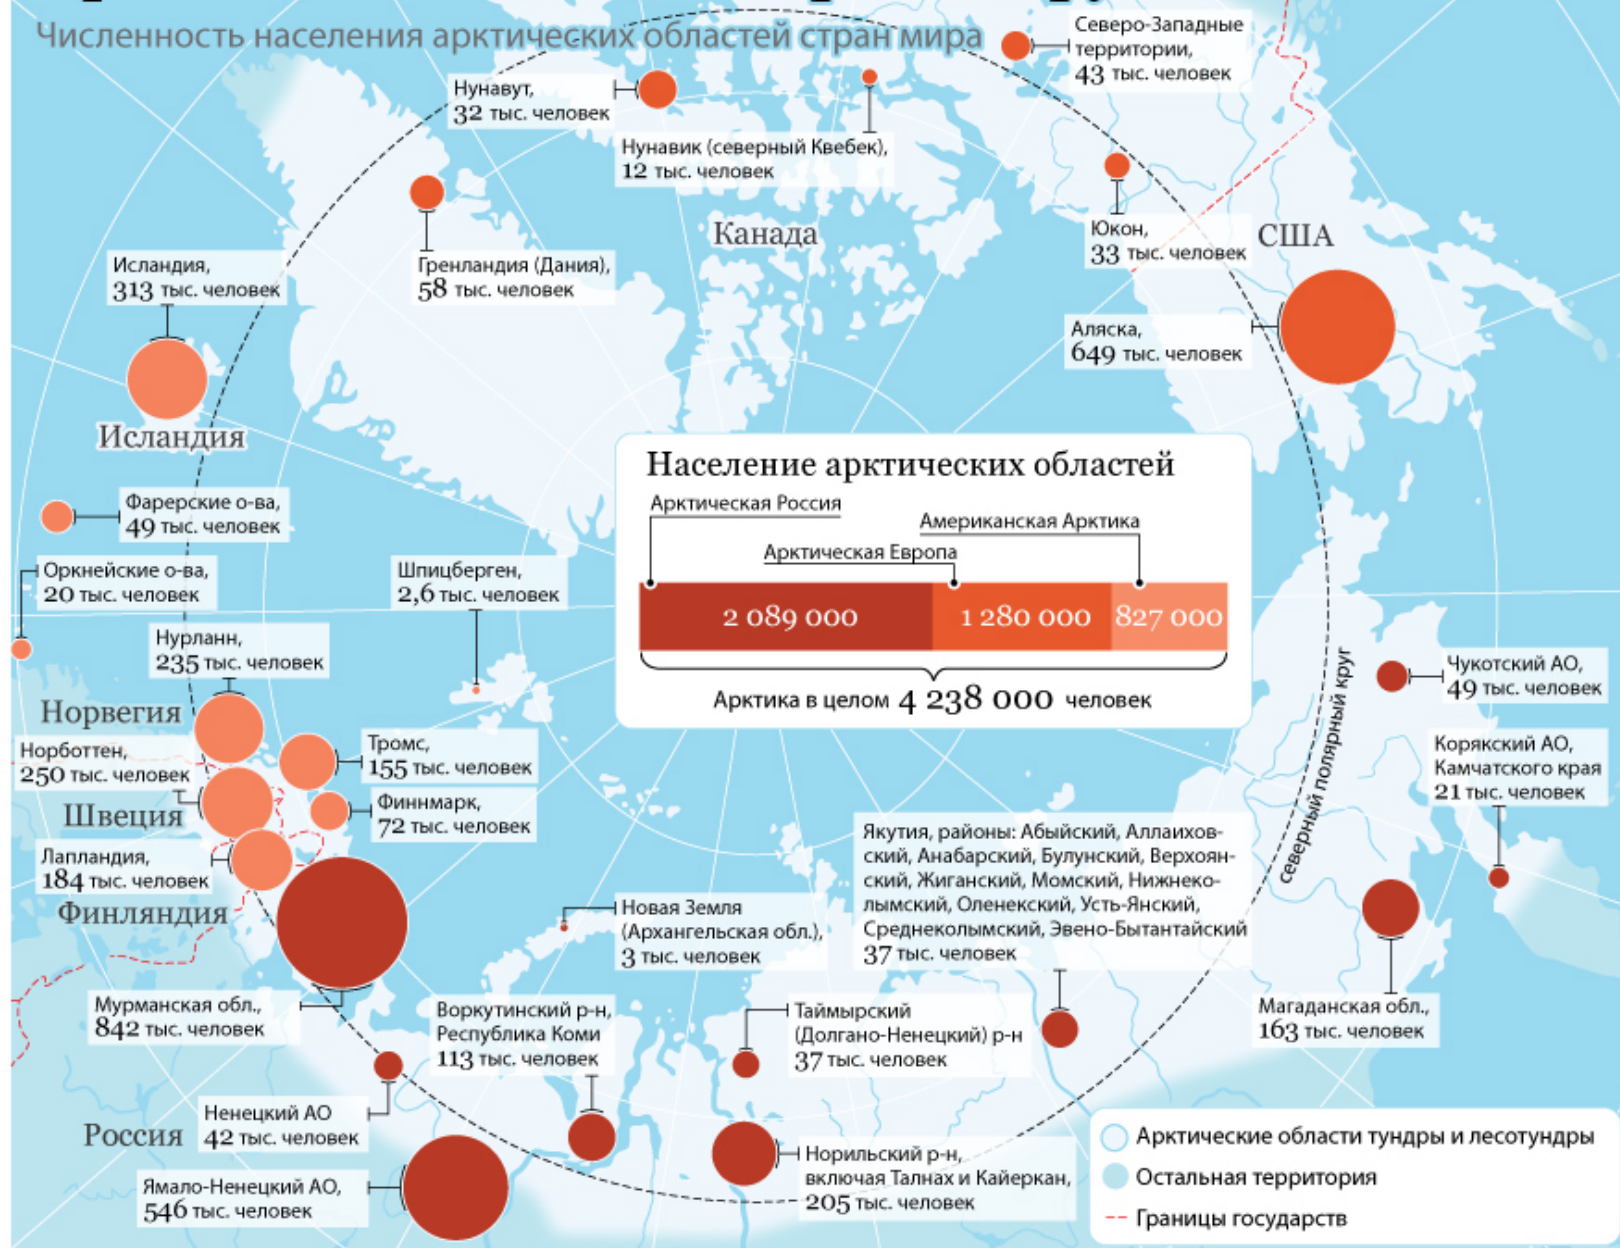 Численность населения арктических областей стран мира
Северо-Западные
территории,
43 тыс. человек
Нунавут,
32 тыс. человек
Нунавик (северный Квебек),
12 тыс. человек
Канада
Юкон,
33 тыс. человек
США
Гренландия (Дания),
58 тыс. человек
Исландия,
313 тыс. человек
Аляска,
649 тыс. человек
Исландия
Население арктических областей
Арктическая Россия
Американская Арктика
Арктическая Европа
2 089 000
1 280 000
827 000
Арктика в целом 4 238 000 человек
Фарерские о-ва,
49 тыс. человек
Оркнейские о-ва,
20 тыс. человек
Шпицберген,
2,6 тыс. человек
Нурланн,
235 тыс. человек
Норвегия
Норботтен,
250 тыс. человек
Тромс,
155 тыс. человек
Финнмарк,
72 тыс. человек
Швеция
Лапландия,
184 тыс. человек
Финляндия
северный полярный круг
Чукотский АО,
49 тыс. человек
Корякский АО,
Камчатского края
21 тыс. человек
Якутия, районы: Абыйский, Аллаихов-
ский, Анабарский, Булунский, Верхоян-
ский, Жиганский, Момский, Нижнеко-
лымский, Оленекский, Усть-Янский,
Среднеколымский, Эвено-Бытантайский
37 тыс. человек
Новая Земля
(Архангельская обл.),
3 тыс. человек
Мурманская обл.,
842 тыс. человек
Воркутинский р-н,
Республика Коми
113 тыс. человек
Таймырский
(Долгано-Ненецкий) р-н
37 тыс. человек
Магаданская обл.,
163 тыс. человек
Россия
Ненецкий АО
42 тыс. человек
Ямало-Ненецкий АО,
546 тыс. человек
Норильский р-н,
включая Талнах и Кайеркан,
205 тыс. человек
Арктические области тундры и лесотундры
Остальная территория
Границы государств